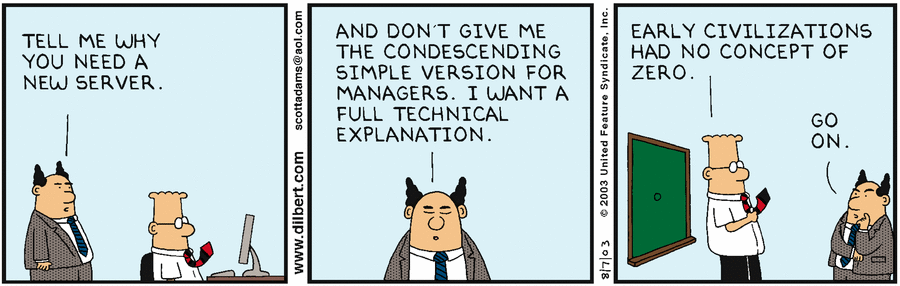 TELL ME WHY
YOU NEED A
NEW SERVER.
www.dilbert.com scottadams@aol.com
AND DON'T GIVE ME
THE CONDESCENDING
SIMPLE VERSION FOR
MANAGERS. I WANT A
FULL TECHNICAL
EXPLANATION.
8/7/03 © 2003 United Feature Syndicate, Inc.
EARLY CIVILIZATIONS
HAD NO CONCEPT OF
ZERO.
GO
ON.